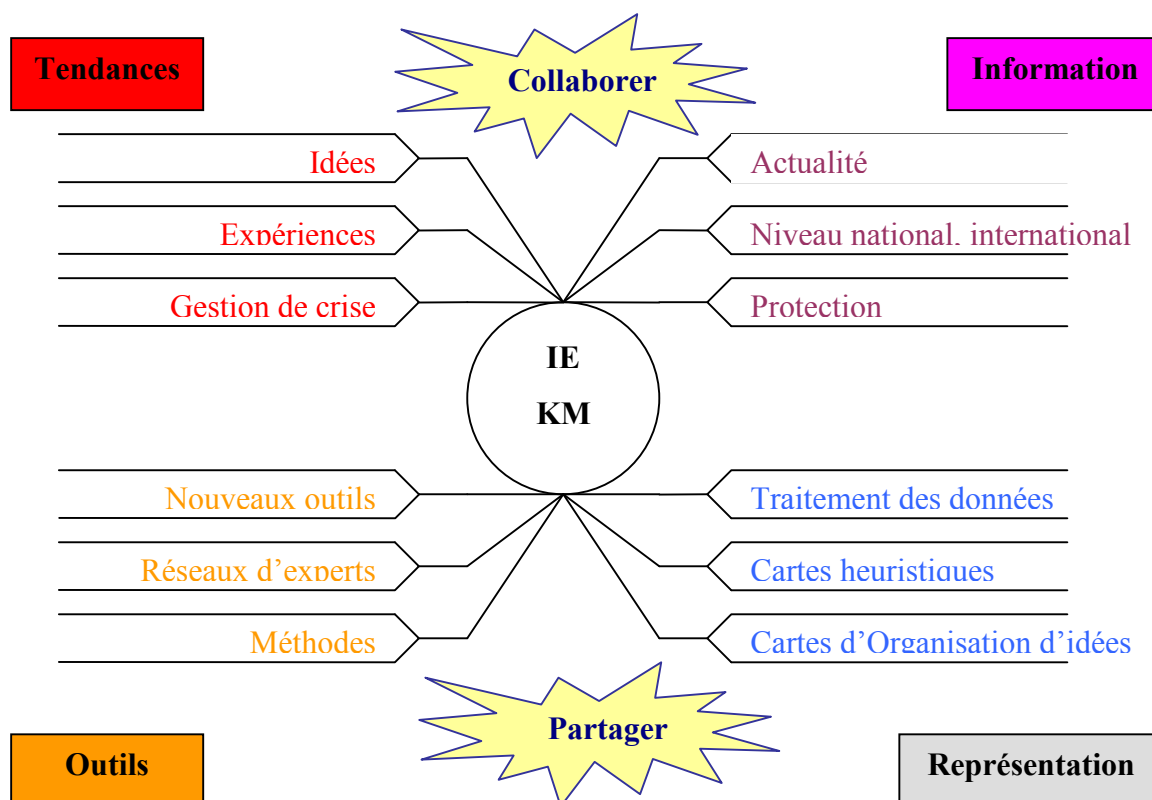 Tendances
Collaborer
Information
Idées
Actualité
Expériences
Niveau national, international
Gestion de crise
Protection
IE
KM
Nouveaux outils
Traitement des données
Réseaux d’experts
Cartes heuristiques
Méthodes
Cartes d’Organisation d’idées
Partager
Outils
Représentation